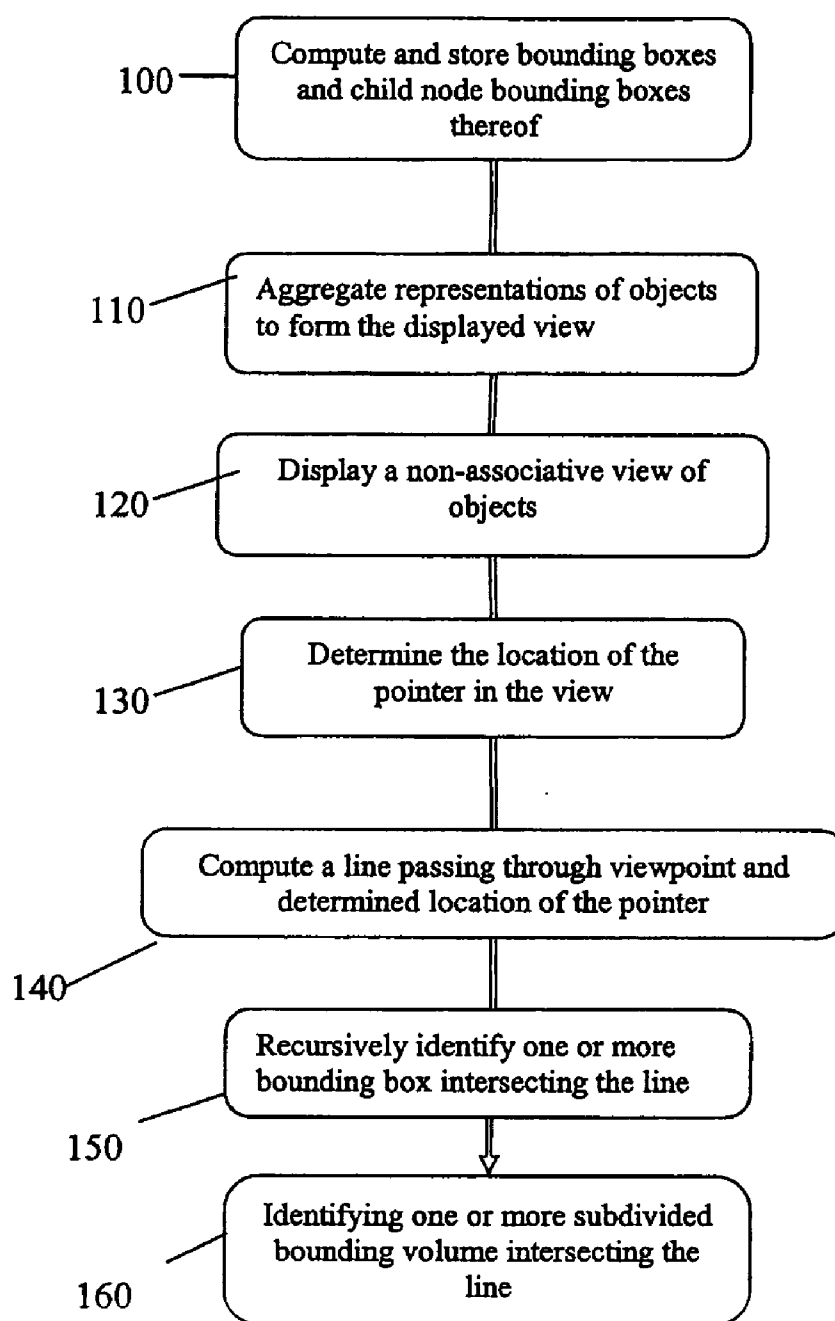 Compute and store bounding boxes
and child node bounding boxes
thereof
100
Aggregate representations of objects
to form the displayed view
110
Display a non-associative view of
objects
120
Determine the location of the
pointer in the view
130
Compute a line passing through viewpoint and
determined location of the pointer
140
Recursively identify one or more
bounding box intersecting the line
150
Identifying one or more subdivided
bounding volume intersecting the
line
160